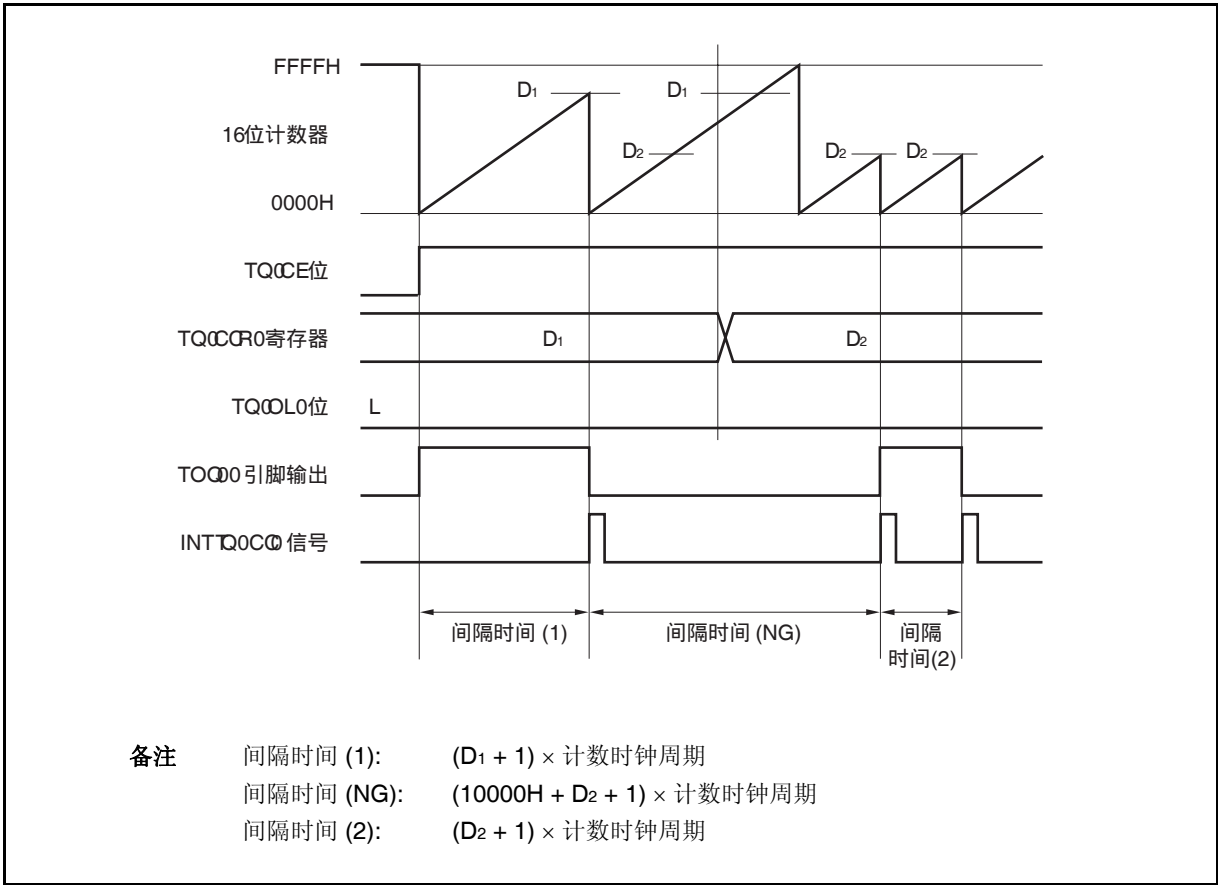 FFFFH
D1
D1
16位计数器
D2
D2
D2
0000H
TQ0CE位
TQ0CCR0寄存器
D1
D2
TQ0OL0位
L
TOQ00引脚输出
INTTQ0CC0信号
间隔时间 (1)
间隔时间 (NG)
间隔
时间(2)
备注 间隔时间 (1): (D1 + 1) × 计数时钟周期
间隔时间 (NG): (10000H + D2 + 1) × 计数时钟周期
间隔时间 (2): (D2 + 1) × 计数时钟周期